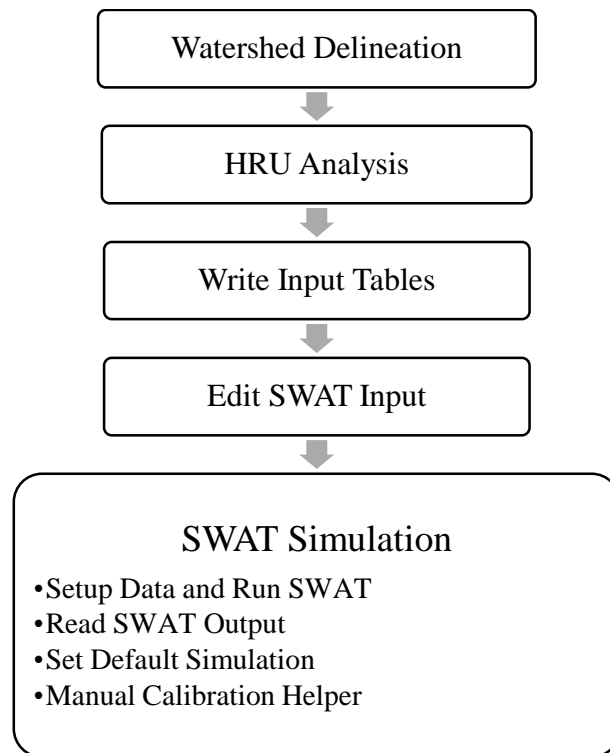 Watershed Delineation
HRU Analysis
Write Input Tables
Edit SWAT Input
SWAT Simulation
•Setup Data and Run SWAT
•Read SWAT Output
•Set Default Simulation
•Manual Calibration Helper